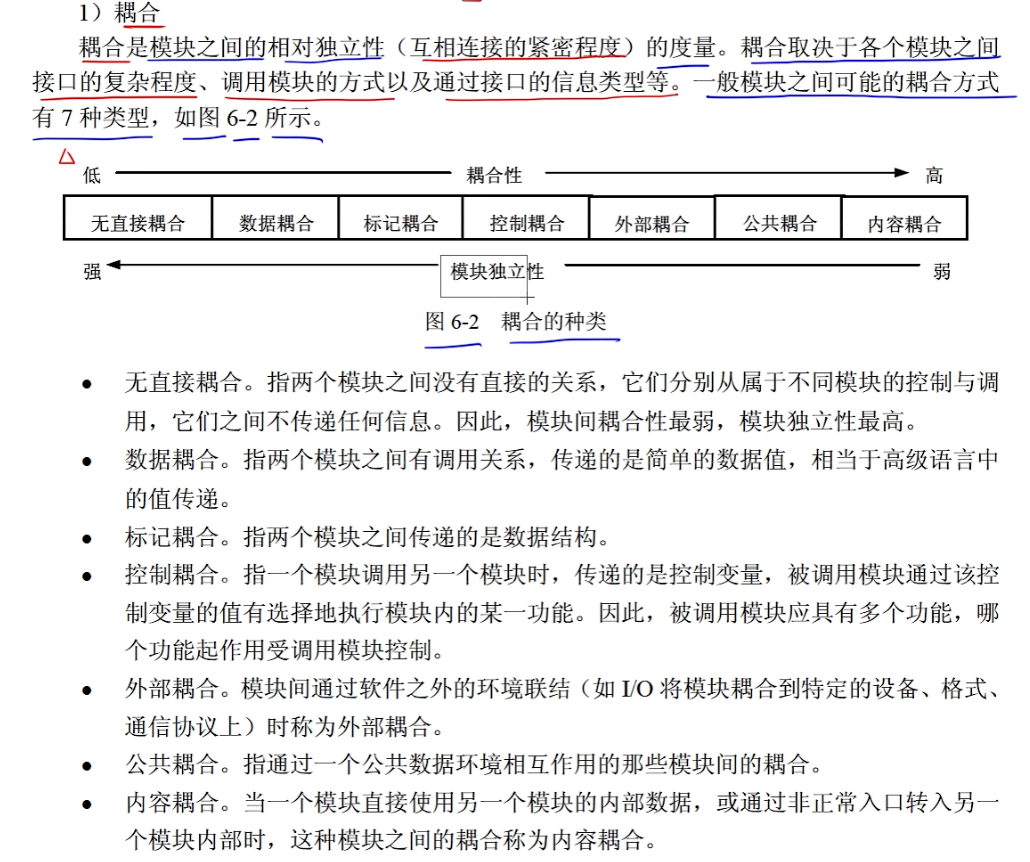 1）耦合
耦合是模块之间的相对独立性（互相连接的紧密程度）的度量。耦合取决于各个模块之间
接口的复杂程度、调用模块的方式以及通过接口的信息类型等。一般模块之间可能的耦合方式
有 7 种类型，如图 6-2 所示。
低 耦合性 高
无直接耦合 数据耦合 标记耦合 控制耦合 外部耦合 公共耦合 内容耦合
强 模块独立性 弱
图 6-2 耦合的种类
● 无直接耦合。指两个模块之间没有直接的关系，它们分别从属于不同模块的控制与调
用，它们之间不传递任何信息。因此，模块间耦合性最弱，模块独立性最高。
● 数据耦合。指两个模块之间有调用关系，传递的是简单的数据值，相当于高级语言中
的值传递。
● 标记耦合。指两个模块之间传递的是数据结构。
● 控制耦合。指一个模块调用另一个模块时，传递的是控制变量，被调用模块通过该控
制变量的值有选择地执行模块内的某一功能。因此，被调用模块应具有多个功能，哪
个功能起作用受调用模块控制。
● 外部耦合。模块间通过软件之外的环境联结（如 I/O 将模块耦合到特定的设备、格式、
通信协议上）时称为外部耦合。
● 公共耦合。指通过一个公共数据环境相互作用的那些模块间的耦合。
● 内容耦合。当一个模块直接使用另一个模块的内部数据，或通过非正常入口转入另一
个模块内部时，这种模块之间的耦合称为内容耦合。